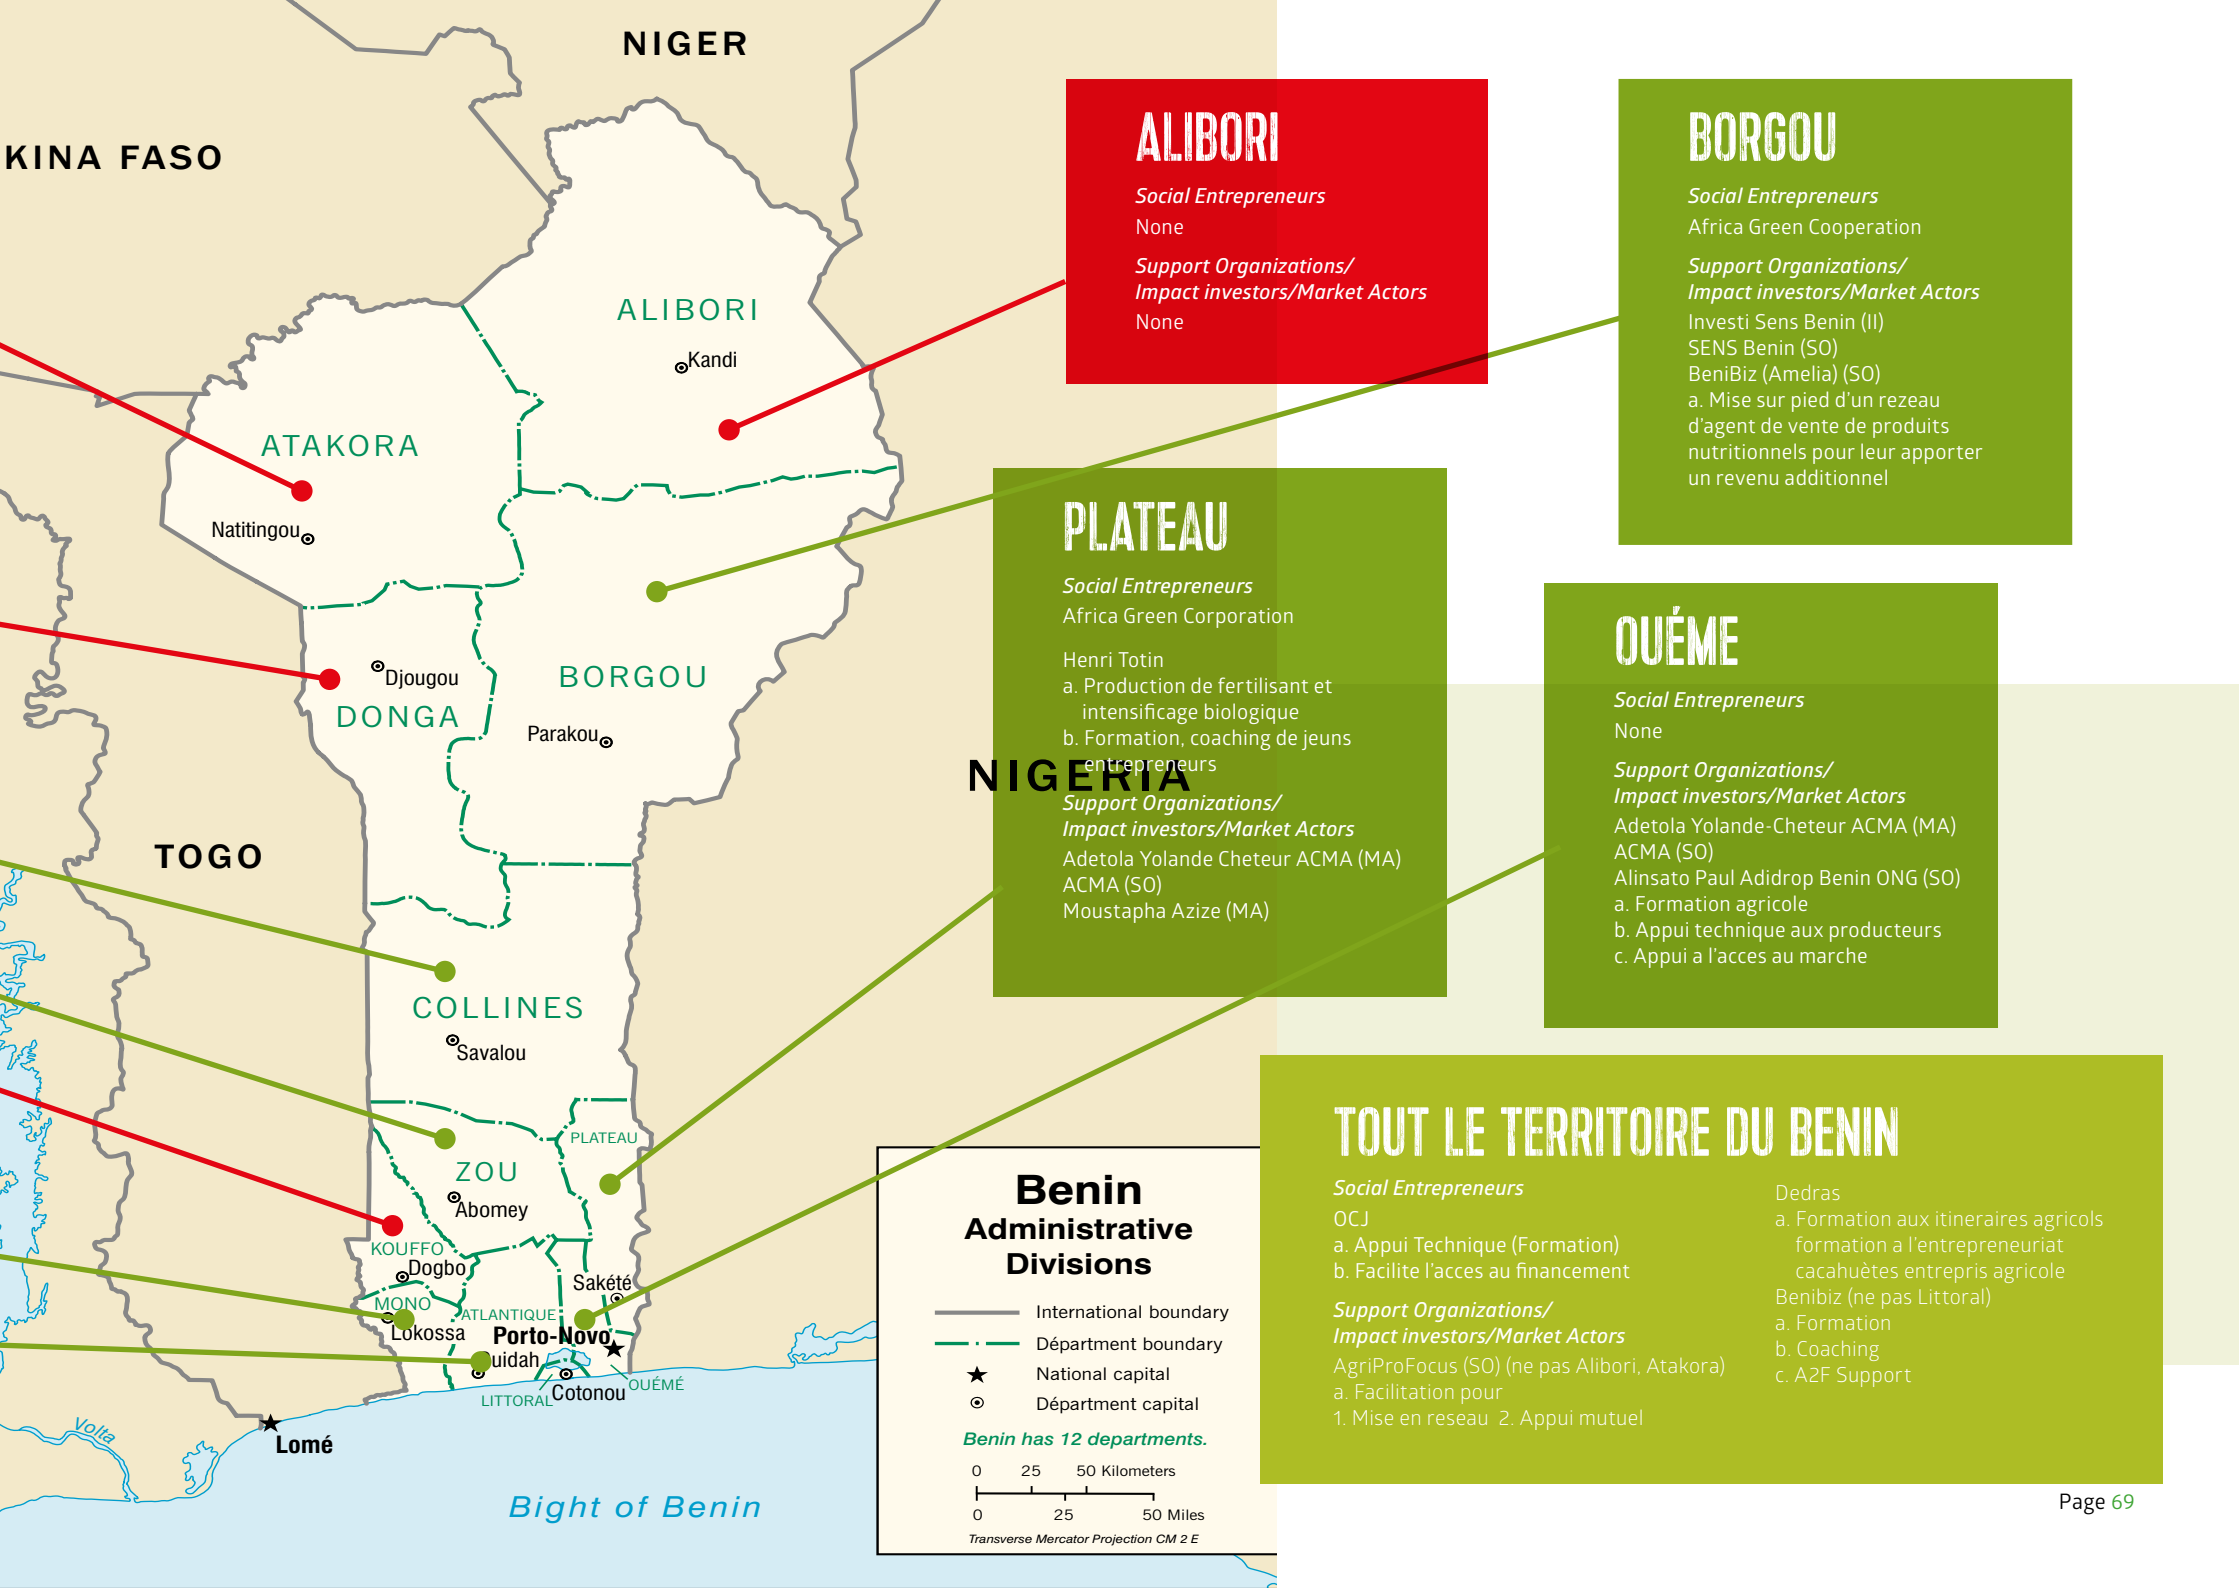 NIGER
KINA FASO
ALIBORI
Kandi
ATAKORA
Natitingou
Djougou
DONGA
BORGOU
Parakou
NIGERIA
TOGO
COLLINES
Savalou
PLATEAU
ZOU
Abomey
KOUFFO
Dogbo
MONO
Lokossa
ATLANTIQUE
Sakété
Porto-Novo
uidah
LITTORAL
Cotonou
OUÉMÉ
Volta
Lomé
Bight of Benin
Benin
Administrative
Divisions
International boundary
Départment boundary
National capital
Départment capital
Benin has 12 departments.
0 25 50 Kilometers
0 25 50 Miles
Transverse Mercator Projection CM 2 E
ALIBORI
Social Entrepreneurs
None
Support Organizations/
Impact investors/Market Actors
None
BORGOU
Social Entrepreneurs
Africa Green Cooperation
Support Organizations/
Impact investors/Market Actors
Investi Sens Benin (II)
SENS Benin (SO)
BeniBiz (Amelia) (SO)
a. Mise sur pied d'un rezeau
d'agent de vente de produits
nutritionnels pour leur apporter
un revenu additionnel
PLATEAU
Social Entrepreneurs
Africa Green Corporation
Henri Totin
a. Production de fertilisant et
intensificage biologique
b. Formation, coaching de jeuns
entrepreneurs
Support Organizations/
Impact investors/Market Actors
Adetola Yolande Cheteur ACMA (MA)
ACMA (SO)
Moustapha Azize (MA)
OUÉME
Social Entrepreneurs
None
Support Organizations/
Impact investors/Market Actors
Adetola Yolande-Cheteur ACMA (MA)
ACMA (SO)
Alinsato Paul Adidrop Benin ONG (SO)
a. Formation agricole
b. Appui technique aux producteurs
c. Appui a l'acces au marche
TOUT LE TERRITOIRE DU BENIN
Social Entrepreneurs
OCJ
a. Appui Technique (Formation)
b. Facilite l'acces au financement
Support Organizations/
Impact investors/Market Actors
AgriProFocus (SO) (ne pas Alibori, Atakora)
a. Facilitation pour
1. Mise en reseau 2. Appui mutuel
Dedras
a. Formation aux itineraires agricols
formation a l'entrepreneuriat
cacahuètes entrepris agricole
Benibiz (ne pas Littoral)
a. Formation
b. Coaching
c. A2F Support
Page 69